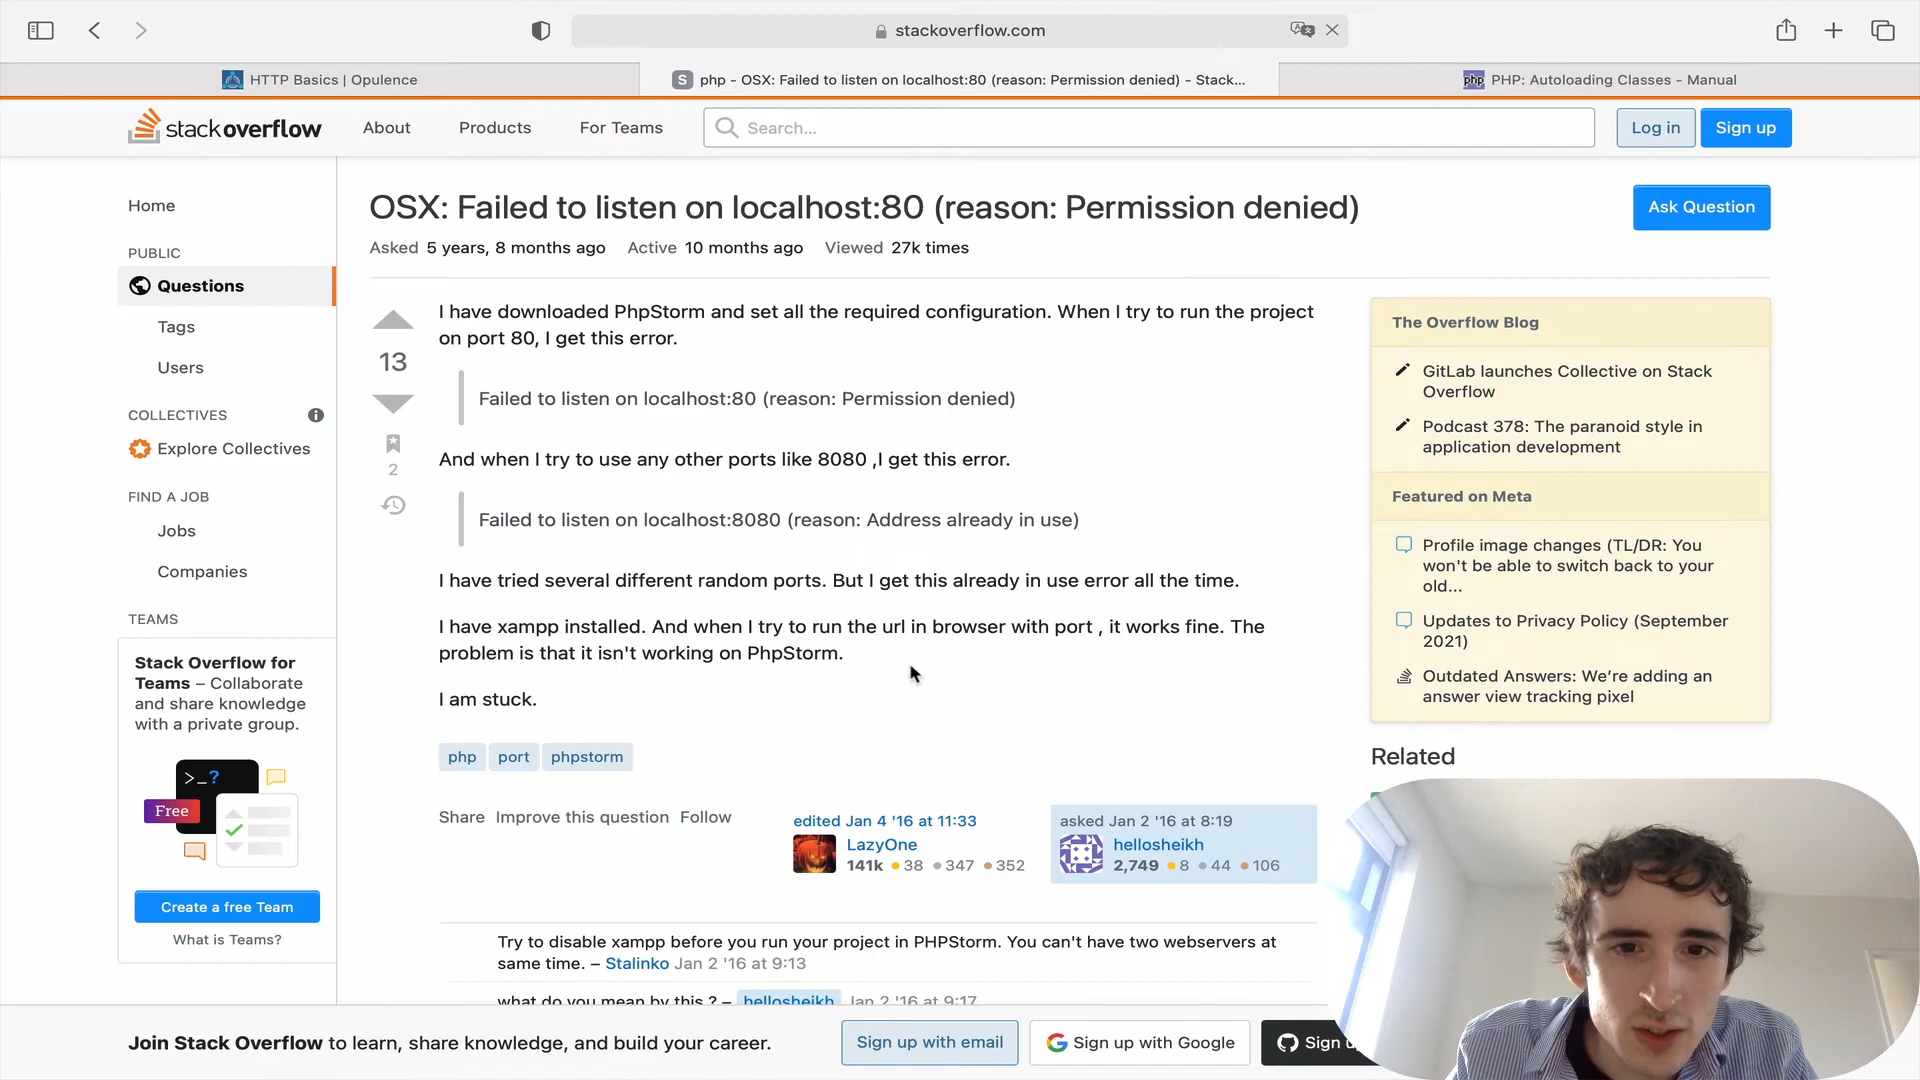 stackoverflow.com
HTTP Basics | Opulence
S php - OSX: Failed to listen on localhost:80 (reason: Permission denied) - Stack...
php PHP: Autoloading Classes - Manual
stackoverflow
About
Products
For Teams
Search...
Log in
Sign up
Home
PUBLIC
Questions
Tags
Users
COLLECTIVES
Explore Collectives
FIND A JOB
Jobs
Companies
TEAMS
Stack Overflow for
Teams – Collaborate
and share knowledge
with a private group.
>_?
Free
Create a free Team
What is Teams?
OSX: Failed to listen on localhost:80 (reason: Permission denied)
Ask Question
Asked 5 years, 8 months ago Active 10 months ago Viewed 27k times
13
2
I have downloaded PhpStorm and set all the required configuration. When I try to run the project
on port 80, I get this error.
Failed to listen on localhost:80 (reason: Permission denied)
And when I try to use any other ports like 8080 ,I get this error.
Failed to listen on localhost:8080 (reason: Address already in use)
I have tried several different random ports. But I get this already in use error all the time.
I have xampp installed. And when I try to run the url in browser with port , it works fine. The
problem is that it isn't working on PhpStorm.
I am stuck.
php port phpstorm
Share Improve this question Follow
edited Jan 4 '16 at 11:33
LazyOne
141k 38 347 352
asked Jan 2 '16 at 8:19
hellosheikh
2,749 8 44 106
Try to disable xampp before you run your project in PHPStorm. You can't have two webservers at
same time. – Stalinko Jan 2 '16 at 9:13
what do you mean by this ? – hellosheikh Jan 2 '16 at 9:17
The Overflow Blog
GitLab launches Collective on Stack
Overflow
Podcast 378: The paranoid style in
application development
Featured on Meta
Profile image changes (TL/DR: You
won't be able to switch back to your
old...
Updates to Privacy Policy (September
2021)
Outdated Answers: We're adding an
answer view tracking pixel
Related
Join Stack Overflow to learn, share knowledge, and build your career.
Sign up with email
Sign up with Google
Sign